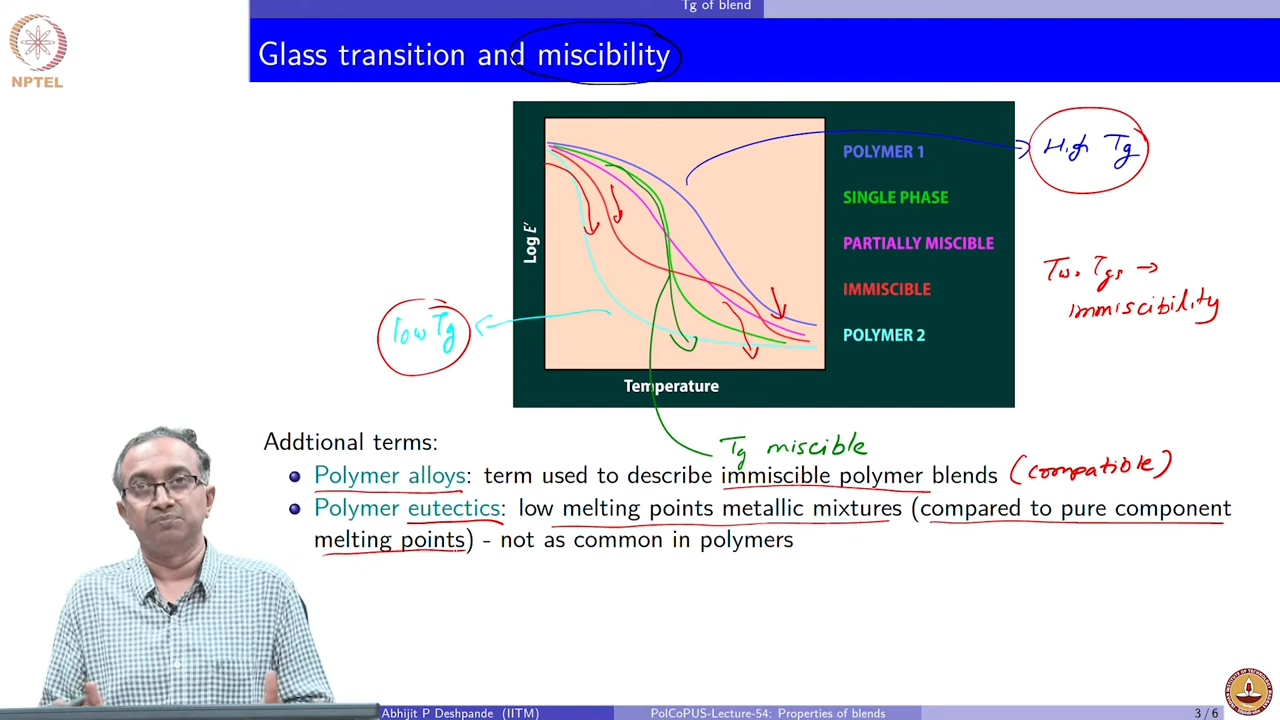 Tg of blend
NPTEL
Glass transition and miscibility
High Tg
POLYMER 1
SINGLE PHASE
PARTIALLY MISCIBLE
IMMISCIBLE
POLYMER 2
Log E′
Temperature
low Tg
Two Tgs →
immiscibility
Tg miscible
Addtional terms:
Polymer alloys: term used to describe immiscible polymer blends (compatible)
Polymer eutectics: low melting points metallic mixtures (compared to pure component
melting points) - not as common in polymers
Abhijit P Deshpande (IITM) PolCoPUS-Lecture-54: Properties of blends 3 / 6